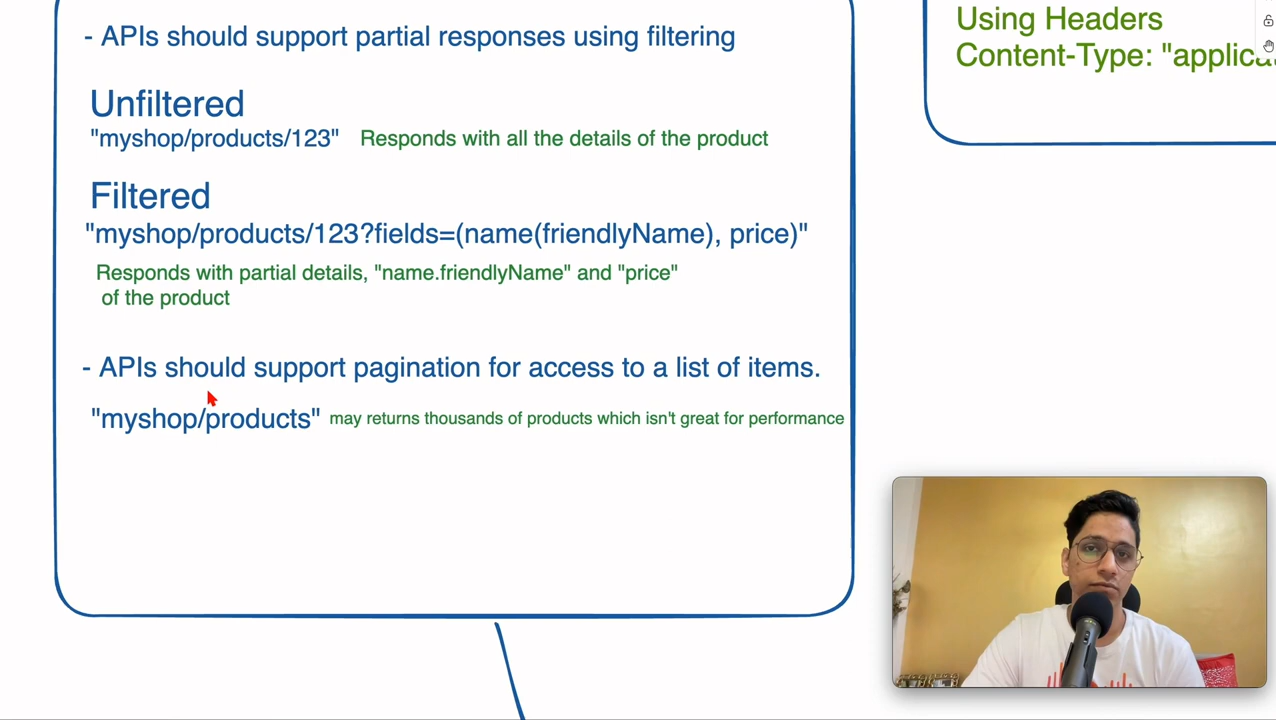 - APIs should support partial responses using filtering
Unfiltered
"myshop/products/123" Responds with all the details of the product
Filtered
"myshop/products/123?fields=(name(friendlyName), price)"
Responds with partial details, "name.friendlyName" and "price"
of the product
- APIs should support pagination for access to a list of items.
"myshop/products" may returns thousands of products which isn't great for performance
Using Headers
Content-Type: "applica